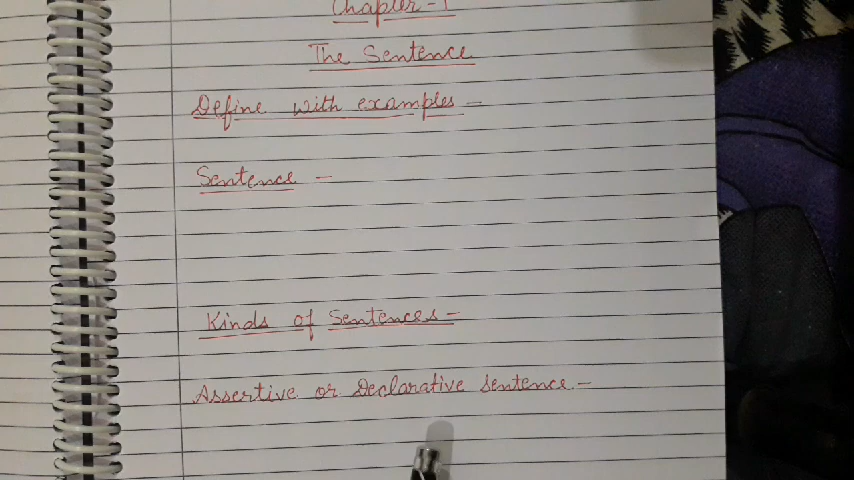 Chapter - 1
The Sentence
Define with examples -
Sentence -
Kinds of Sentences -
Assertive or Declarative sentence. -